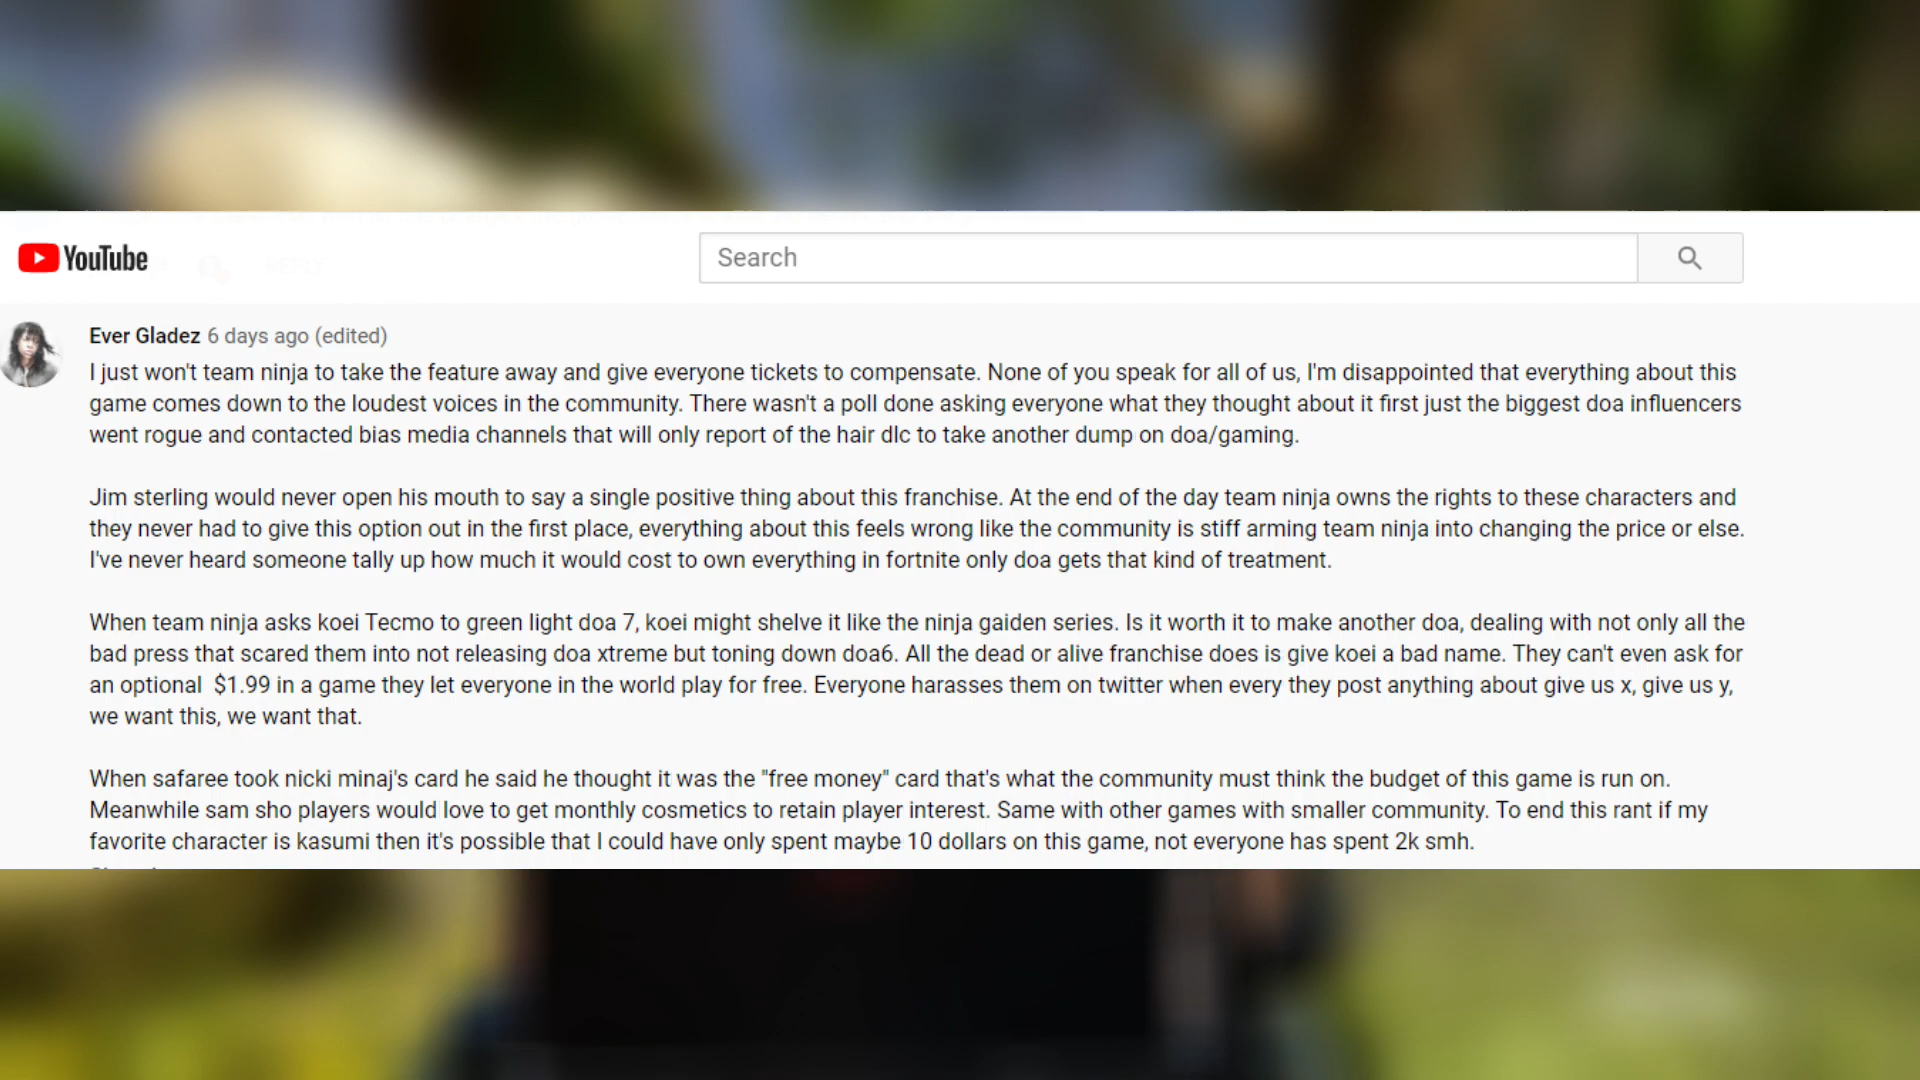 YouTube
Search
Ever Gladez 6 days ago (edited)
I just won't team ninja to take the feature away and give everyone tickets to compensate. None of you speak for all of us, I'm disappointed that everything about this
game comes down to the loudest voices in the community. There wasn't a poll done asking everyone what they thought about it first just the biggest doa influencers
went rogue and contacted bias media channels that will only report of the hair dlc to take another dump on doa/gaming.
Jim sterling would never open his mouth to say a single positive thing about this franchise. At the end of the day team ninja owns the rights to these characters and
they never had to give this option out in the first place, everything about this feels wrong like the community is stiff arming team ninja into changing the price or else.
I've never heard someone tally up how much it would cost to own everything in fortnite only doa gets that kind of treatment.
When team ninja asks koei Tecmo to green light doa 7, koei might shelve it like the ninja gaiden series. Is it worth it to make another doa, dealing with not only all the
bad press that scared them into not releasing doa xtreme but toning down doa6. All the dead or alive franchise does is give koei a bad name. They can't even ask for
an optional  $1.99 in a game they let everyone in the world play for free. Everyone harasses them on twitter when every they post anything about give us x, give us y,
we want this, we want that.
When safaree took nicki minaj's card he said he thought it was the "free money" card that's what the community must think the budget of this game is run on.
Meanwhile sam sho players would love to get monthly cosmetics to retain player interest. Same with other games with smaller community. To end this rant if my
favorite character is kasumi then it's possible that I could have only spent maybe 10 dollars on this game, not everyone has spent 2k smh.